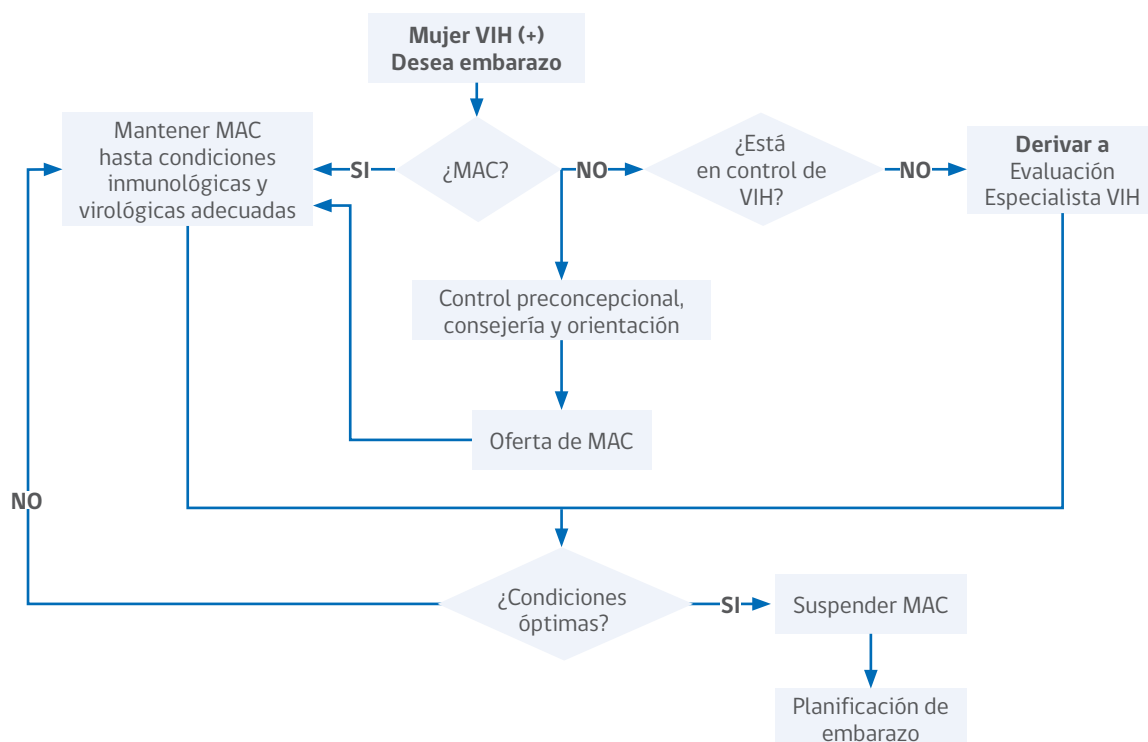 Mujer VIH (+)
Desea embarazo
Mantener MAC
hasta condiciones
inmunológicas y
virológicas adecuadas
SI
¿MAC?
NO
¿Está
en control de
VIH?
NO
Derivar a
Evaluación
Especialista VIH
Control preconcepcional,
consejería y orientación
Oferta de MAC
NO
¿Condiciones
óptimas?
SI
Suspender MAC
Planificación de
embarazo